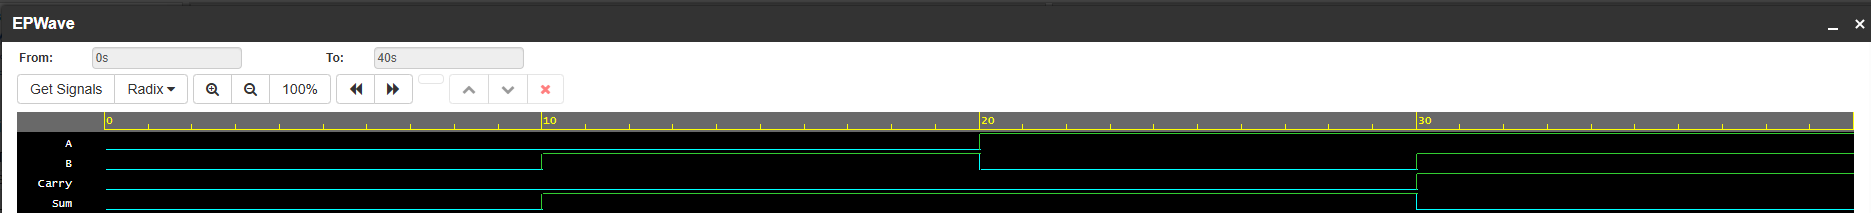 EPWave
From: 0s To: 40s
Get Signals Radix 100%
0 10 20 30
A
B
Carry
Sum